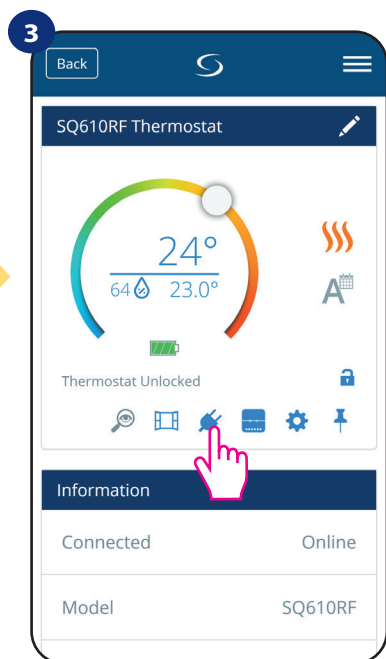 3
Back
SQ610RF Thermostat
24°
64 23.0°
A
Thermostat Unlocked
Information
Connected Online
Model SQ610RF